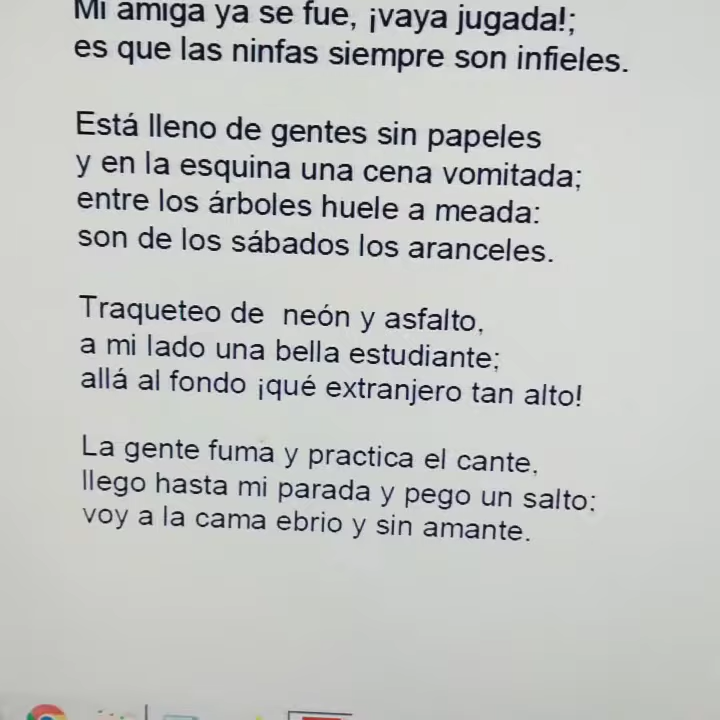 Mi amiga ya se fue, ¡vaya jugada!;
es que las ninfas siempre son infieles.
Está lleno de gentes sin papeles
y en la esquina una cena vomitada;
entre los árboles huele a meada:
son de los sábados los aranceles.
Traqueteo de neón y asfalto,
a mi lado una bella estudiante;
allá al fondo ¡qué extranjero tan alto!
La gente fuma y practica el cante,
llego hasta mi parada y pego un salto:
voy a la cama ebrio y sin amante.